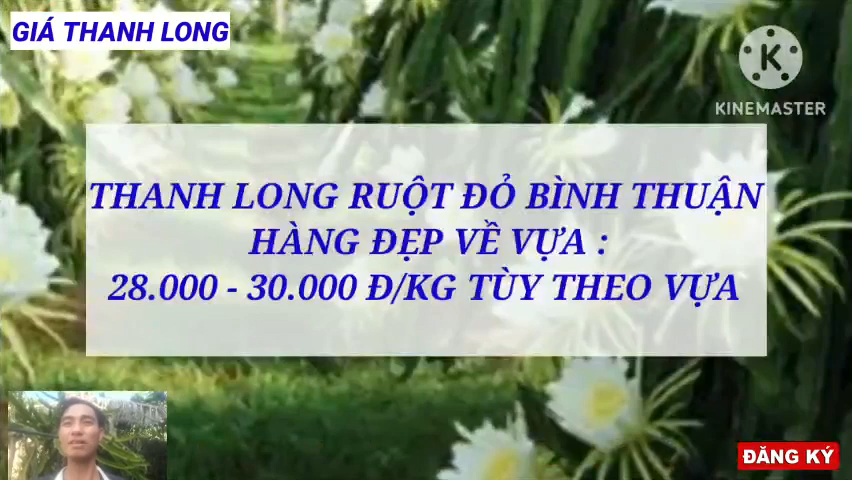 GIÁ THANH LONG
KINEMASTER
THANH LONG RUỘT ĐỎ BÌNH THUẬN
HÀNG ĐẸP VỀ VỰA :
28.000 - 30.000 Đ/KG TÙY THEO VỰA
ĐĂNG KÝ